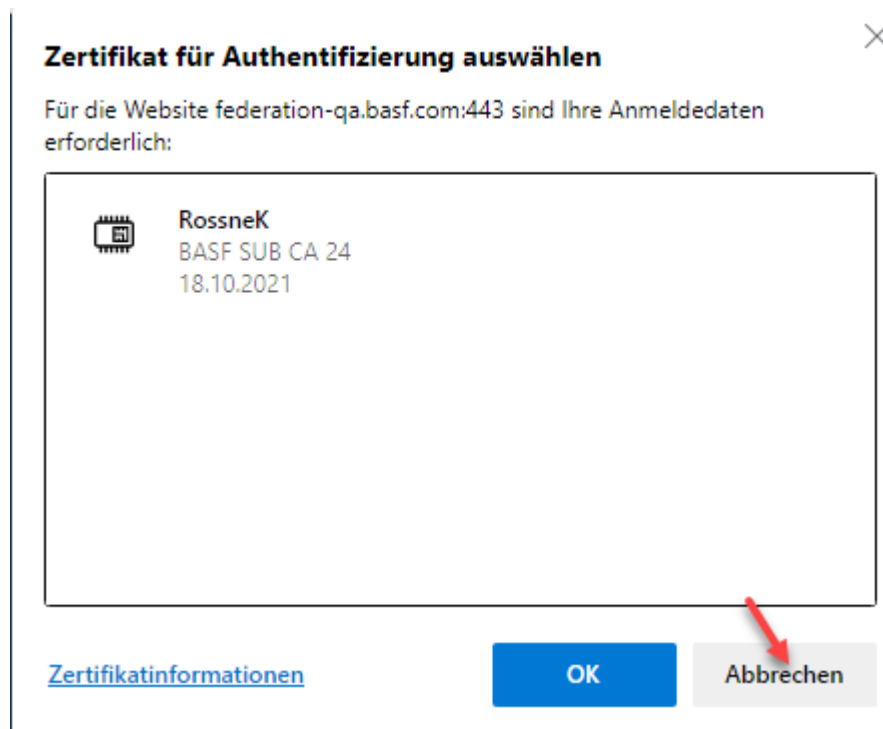 Zertifikat für Authentifizierung auswählen
Für die Website federation-qa.basf.com:443 sind Ihre Anmeldedaten
erforderlich:
RossneK
BASF SUB CA 24
18.10.2021
Zertifikatinformationen
OK
Abbrechen